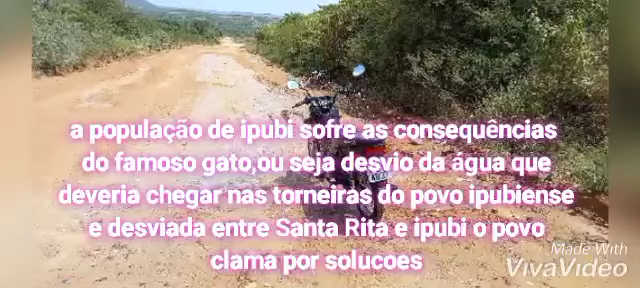 a população de ipubi sofre as consequências
do famoso gato,ou seja desvio da água que
deveria chegar nas torneiras do povo ipubiense
e desviada entre Santa Rita e ipubi o povo
clama por solucoes
Made With
VivaVideo